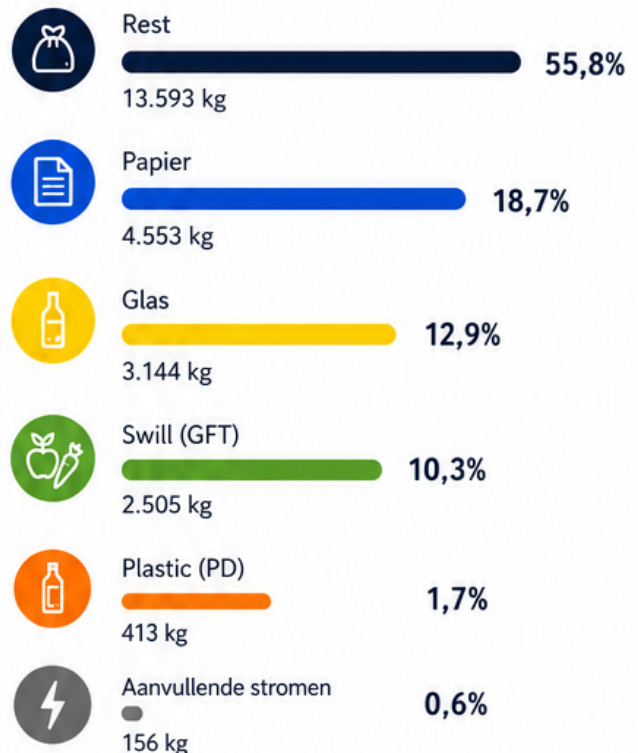 Rest
55,8%
13.593 kg
Papier
18,7%
4.553 kg
Glas
12,9%
3.144 kg
Swill (GFT)
10,3%
2.505 kg
Plastic (PD)
1,7%
413 kg
Aanvullende stromen
0,6%
156 kg